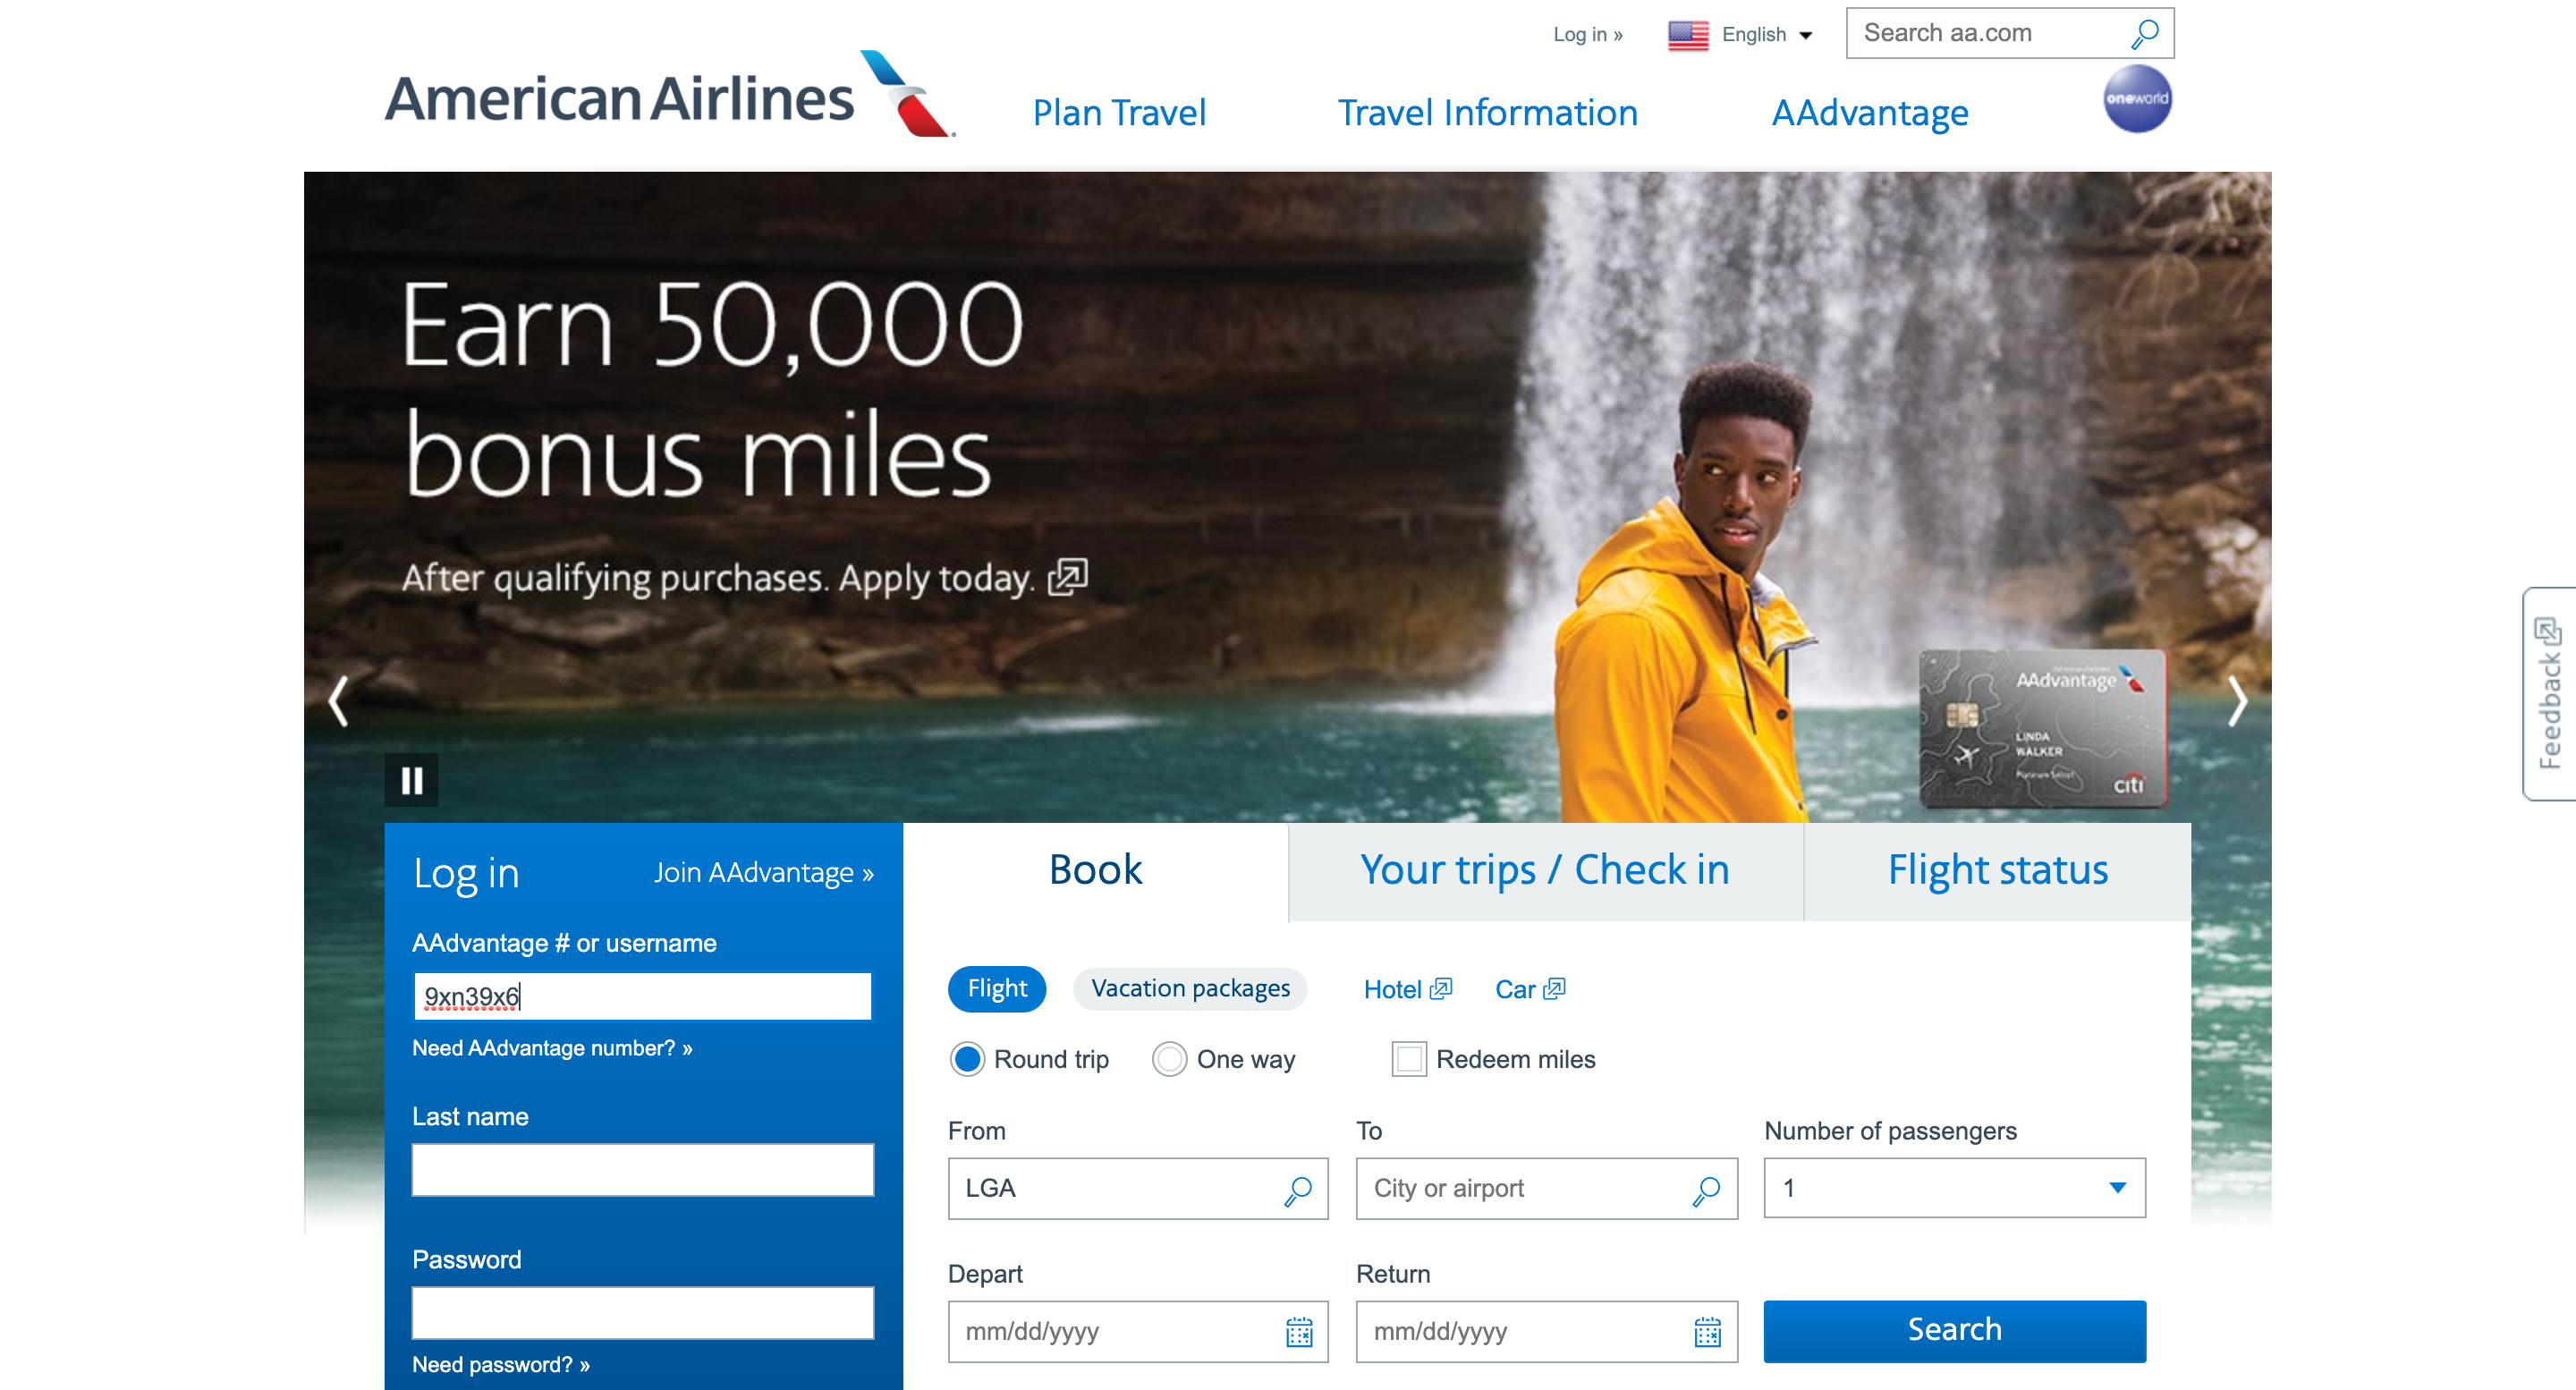 Log in »
English
Search aa.com
American Airlines
Plan Travel
Travel Information
AAdvantage
oneworld
Earn 50,000
bonus miles
After qualifying purchases. Apply today.
AAdvantage
LINDA
WALKER
Platinum Select
citi
Feedback
Log in
Join AAdvantage »
AAdvantage # or username
9xn39x6
Need AAdvantage number? »
Last name
Password
Need password? »
Book
Your trips / Check in
Flight status
Flight
Vacation packages
Hotel
Car
Round trip
One way
Redeem miles
From
To
Number of passengers
LGA
City or airport
1
Depart
Return
mm/dd/yyyy
mm/dd/yyyy
Search